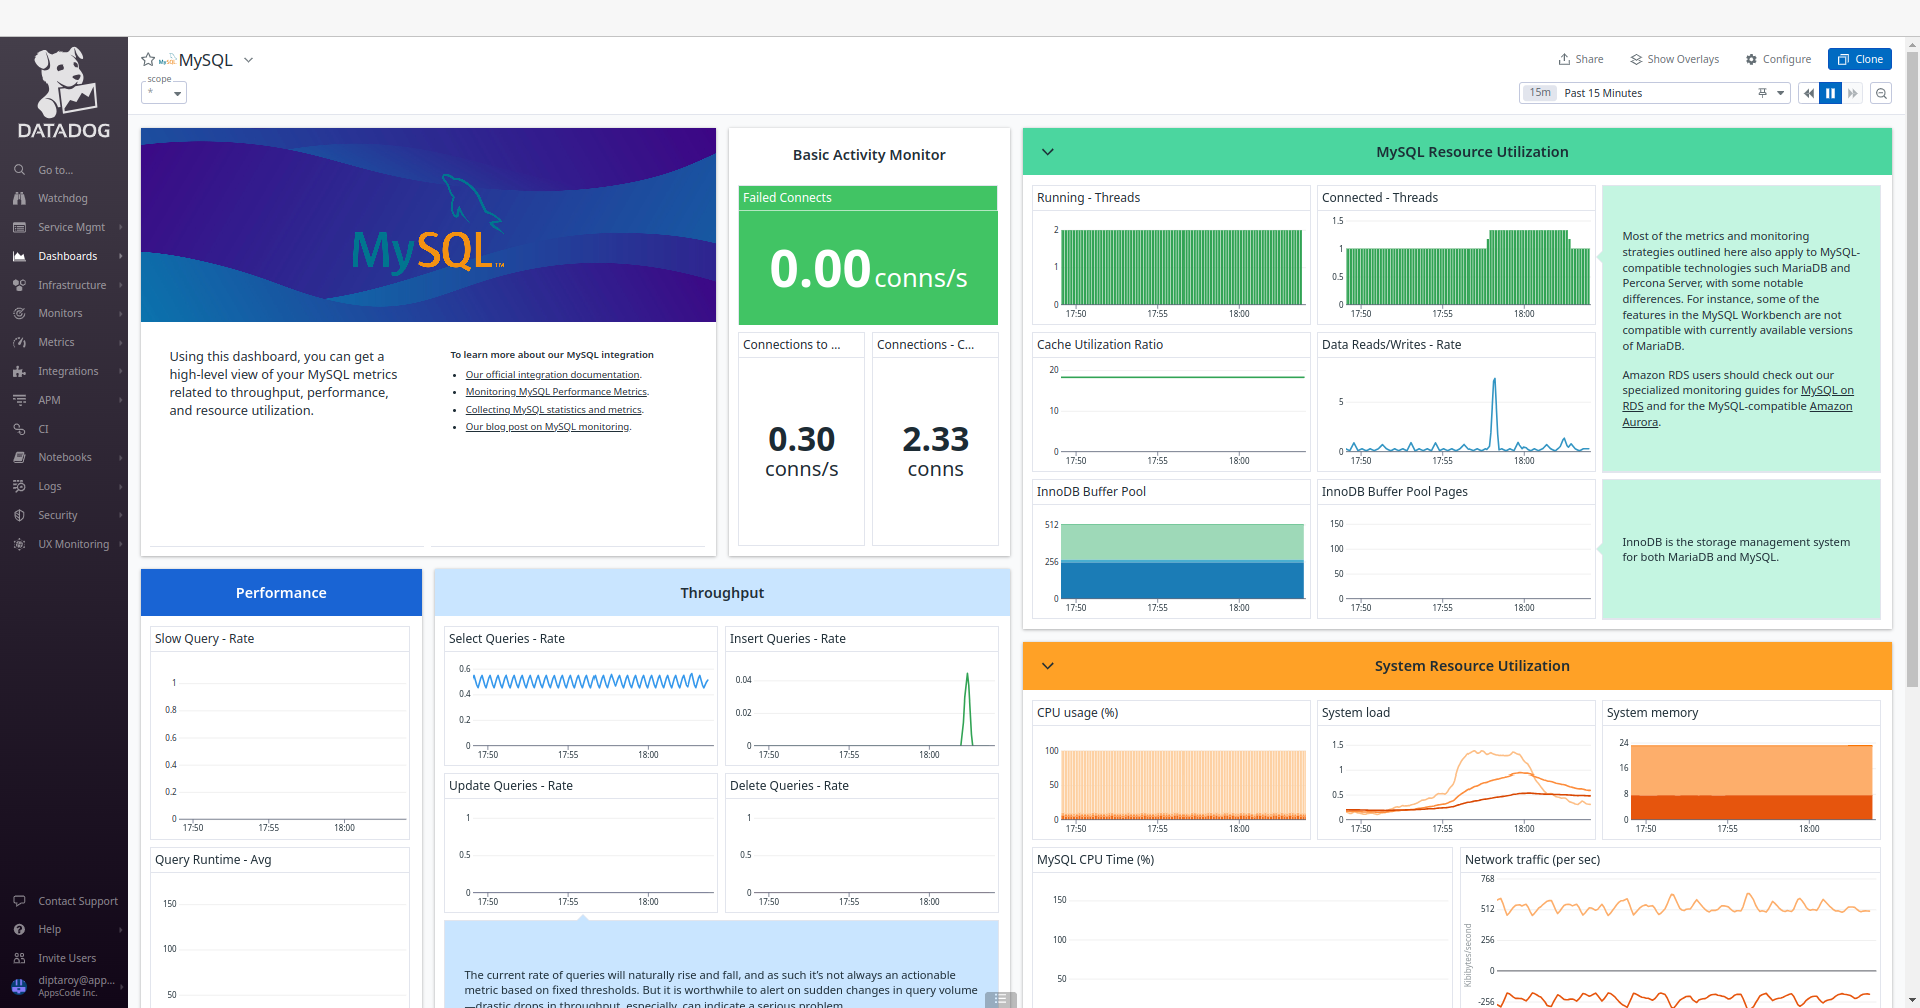 DATADOG
Go to...
Watchdog
Service Mgmt
Dashboards
Infrastructure
Monitors
Metrics
Integrations
APM
CI
Notebooks
Logs
Security
UX Monitoring
Contact Support
Help
Invite Users
diptaroy@app...
AppsCode Inc.
MySQL MySQL
scope
*
Share
Show Overlays
Configure
Clone
15m Past 15 Minutes
MySQL™
Using this dashboard, you can get a
high-level view of your MySQL metrics
related to throughput, performance,
and resource utilization.
To learn more about our MySQL integration
• Our official integration documentation.
• Monitoring MySQL Performance Metrics.
• Collecting MySQL statistics and metrics.
• Our blog post on MySQL monitoring.
Basic Activity Monitor
Failed Connects
0.00 conns/s
Connections to ...
0.30
conns/s
Connections - C...
2.33
conns
MySQL Resource Utilization
Running - Threads
2
1
0
17:50 17:55 18:00
Connected - Threads
1.5
1
0.5
0
17:50 17:55 18:00
Most of the metrics and monitoring
strategies outlined here also apply to MySQL-
compatible technologies such MariaDB and
Percona Server, with some notable
differences. For instance, some of the
features in the MySQL Workbench are not
compatible with currently available versions
of MariaDB.
Amazon RDS users should check out our
specialized monitoring guides for MySQL on
RDS and for the MySQL-compatible Amazon
Aurora.
Cache Utilization Ratio
20
10
0
17:50 17:55 18:00
Data Reads/Writes - Rate
5
0
17:50 17:55 18:00
InnoDB Buffer Pool
512
256
0
17:50 17:55 18:00
InnoDB Buffer Pool Pages
150
100
50
0
17:50 17:55 18:00
InnoDB is the storage management system
for both MariaDB and MySQL.
Performance
Slow Query - Rate
1
0.8
0.6
0.4
0.2
0
17:50 17:55 18:00
Query Runtime - Avg
150
100
50
Throughput
Select Queries - Rate
0.6
0.4
0.2
0
17:50 17:55 18:00
Insert Queries - Rate
0.04
0.02
0
17:50 17:55 18:00
Update Queries - Rate
1
0.5
0
17:50 17:55 18:00
Delete Queries - Rate
1
0.5
0
17:50 17:55 18:00
The current rate of queries will naturally rise and fall, and as such it's not always an actionable
metric based on fixed thresholds. But it is worthwhile to alert on sudden changes in query volume
—drastic drops in throughput, especially, can indicate a serious problem.
System Resource Utilization
CPU usage (%)
100
50
0
17:50 17:55 18:00
System load
1.5
1
0.5
0
17:50 17:55 18:00
System memory
24
16
8
0
17:50 17:55 18:00
MySQL CPU Time (%)
150
100
50
Network traffic (per sec)
768
512
256
0
-256
Kibibytes/second